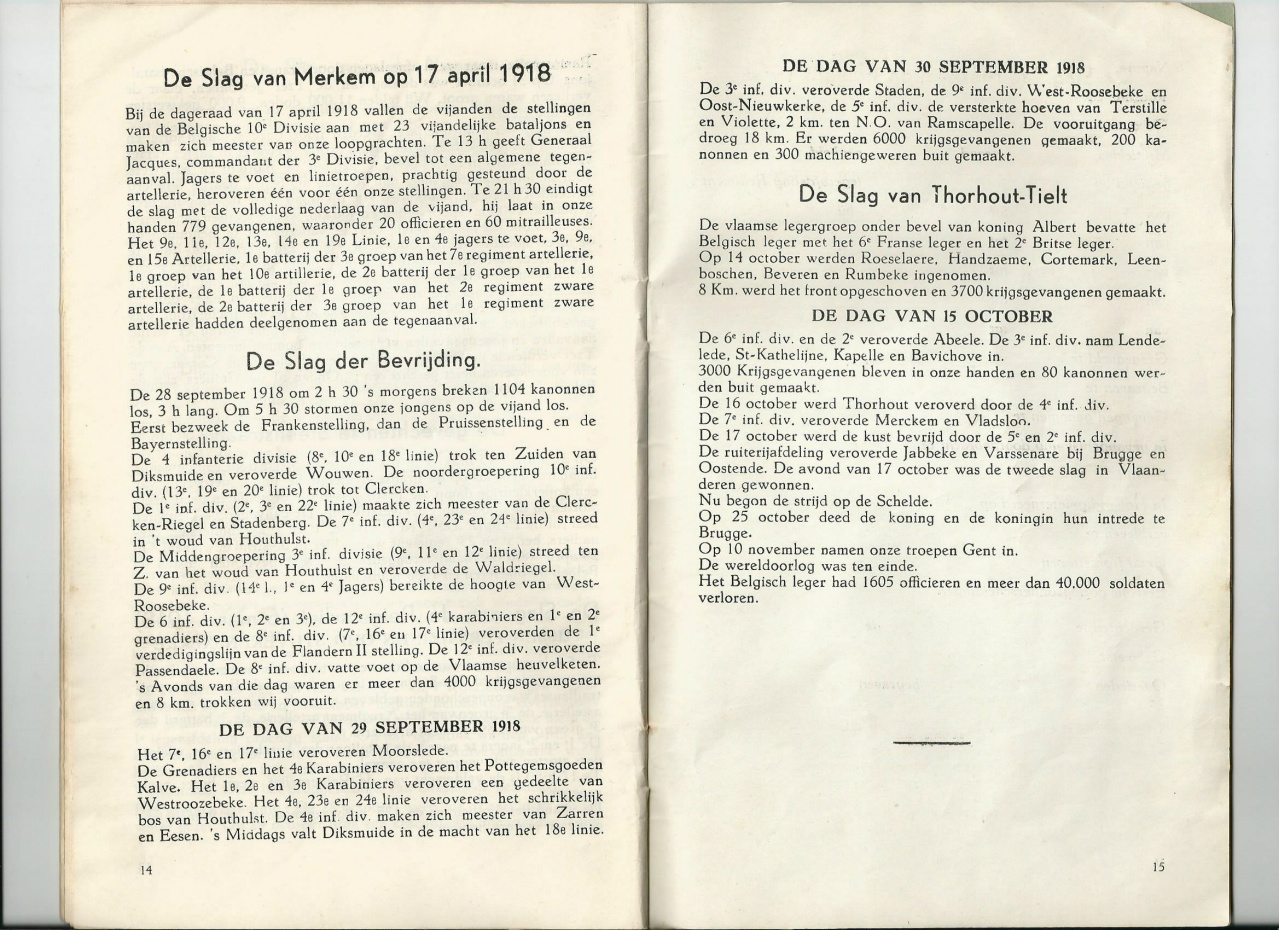 De Slag van Merkem op 17 april 1918
Bij de dageraad van 17 april 1918 vallen de vijanden de stellingen
van de Belgische 10e Divisie aan met 23 vijandelijke bataljons en
maken zich meester van onze loopgrachten. Te 13 h geeft Generaal
Jacques, commandant der 3e Divisie, bevel tot een algemene tegen-
aanval. Jagers te voet en linietroepen, prachtig gesteund door de
artellerie, heroveren één voor één onze stellingen. Te 21 h 30 eindigt
de slag met de volledige nederlaag van de vijand, hij laat in onze
handen 779 gevangenen, waaronder 20 officieren en 60 mitrailleuses.
Het 9e, 11e, 12e, 13e, 14e en 19e Linie, 1e en 4e jagers te voet, 3e, 9e,
en 15e Artellerie, 1e batterij der 3e groep van het 7e regiment artellerie,
1e groep van het 10e artillerie, de 2e batterij der 1e groep van het 1e
artellerie, de 1e batterij der 1e groep van het 2e regiment zware
artellerie, de 2e batterij der 3e groep van het 1e regiment zware
artellerie hadden deelgenomen aan de tegenaanval.
De Slag der Bevrijding.
De 28 september 1918 om 2 h 30 's morgens breken 1104 kanonnen
los, 3 h lang. Om 5 h 30 stormen onze jongens op de vijand los.
Eerst bezweek de Frankenstelling, dan de Pruissenstelling en de
Bayernstelling.
De 4 infanterie divisie (8e, 10e en 18e linie) trok ten Zuiden van
Diksmuide en veroverde Wouwen. De noordergroepering 10e inf.
div. (13e, 19e en 20e linie) trok tot Clercken.
De 1e inf. div. (2e, 3e en 22e linie) maakte zich meester van de Clerc-
ken-Riegel en Stadenberg. De 7e inf. div. (4e, 23e en 24e linie) streed
in 't woud van Houthulst.
De Middengroepering 3e inf. divisie (9e, 11e en 12e linie) streed ten
Z. van het woud van Houthulst en veroverde de Waldriegel.
De 9e inf. div. (14e l., 1e en 4e Jagers) bereikte de hoogte van West-
Roosebeke.
De 6 inf. div. (1e, 2e en 3e), de 12e inf. div. (4e karabiniers en 1e en 2e
grenadiers) en de 8e inf. div. (7e, 16e en 17e linie) veroverden de 1e
verdedigingslijn van de Flandern II stelling. De 12e inf. div. veroverde
Passendaele. De 8e inf. div. vatte voet op de Vlaamse heuvelketen.
's Avonds van die dag waren er meer dan 4000 krijgsgevangenen
en 8 km. trokken wij vooruit.
DE DAG VAN 29 SEPTEMBER 1918
Het 7e, 16e en 17e linie veroveren Moorslede.
De Grenadiers en het 4e Karabiniers veroveren het Pottegemsgoeden
Kalve. Het 1e, 2e en 3e Karabiniers veroveren een gedeelte van
Westroozebeke. Het 4e, 23e en 24e linie veroveren het schrikkelijk
bos van Houthulst. De 4e inf. div. maken zich meester van Zarren
en Eesen. 's Middags valt Diksmuide in de macht van het 18e linie.
14
DE DAG VAN 30 SEPTEMBER 1918
De 3e inf. div. veroverde Staden, de 9e inf. div. West-Roosebeke en
Oost-Nieuwkerke, de 5e inf. div. de versterkte hoeven van Terstille
en Violette, 2 km. ten N.O. van Ramscapelle. De vooruitgang be-
droeg 18 km. Er werden 6000 krijgsgevangenen gemaakt, 200 ka-
nonnen en 300 machiengeweren buit gemaakt.
De Slag van Thorhout-Tielt
De vlaamse legergroep onder bevel van koning Albert bevatte het
Belgisch leger met het 6e Franse leger en het 2e Britse leger.
Op 14 october werden Roeselaere, Handzaeme, Cortemark, Leen-
boschen, Beveren en Rumbeke ingenomen.
8 Km. werd het front opgeschoven en 3700 krijgsgevangenen gemaakt.
DE DAG VAN 15 OCTOBER
De 6e inf. div. en de 2e veroverde Abeele. De 3e inf. div. nam Lende-
lede, St-Kathelijne, Kapelle en Bavichove in.
3000 Krijgsgevangenen bleven in onze handen en 80 kanonnen wer-
den buit gemaakt.
De 16 october werd Thorhout veroverd door de 4e inf. div.
De 7e inf. div. veroverde Merckem en Vladslon.
De 17 october werd de kust bevrijd door de 5e en 2e inf. div.
De ruiterijafdeling veroverde Jabbeke en Varssenare bij Brugge en
Oostende. De avond van 17 october was de tweede slag in Vlaan-
deren gewonnen.
Nu begon de strijd op de Schelde.
Op 25 october deed de koning en de koningin hun intrede te
Brugge.
Op 10 november namen onze troepen Gent in.
De wereldoorlog was ten einde.
Het Belgisch leger had 1605 officieren en meer dan 40.000 soldaten
verloren.
15